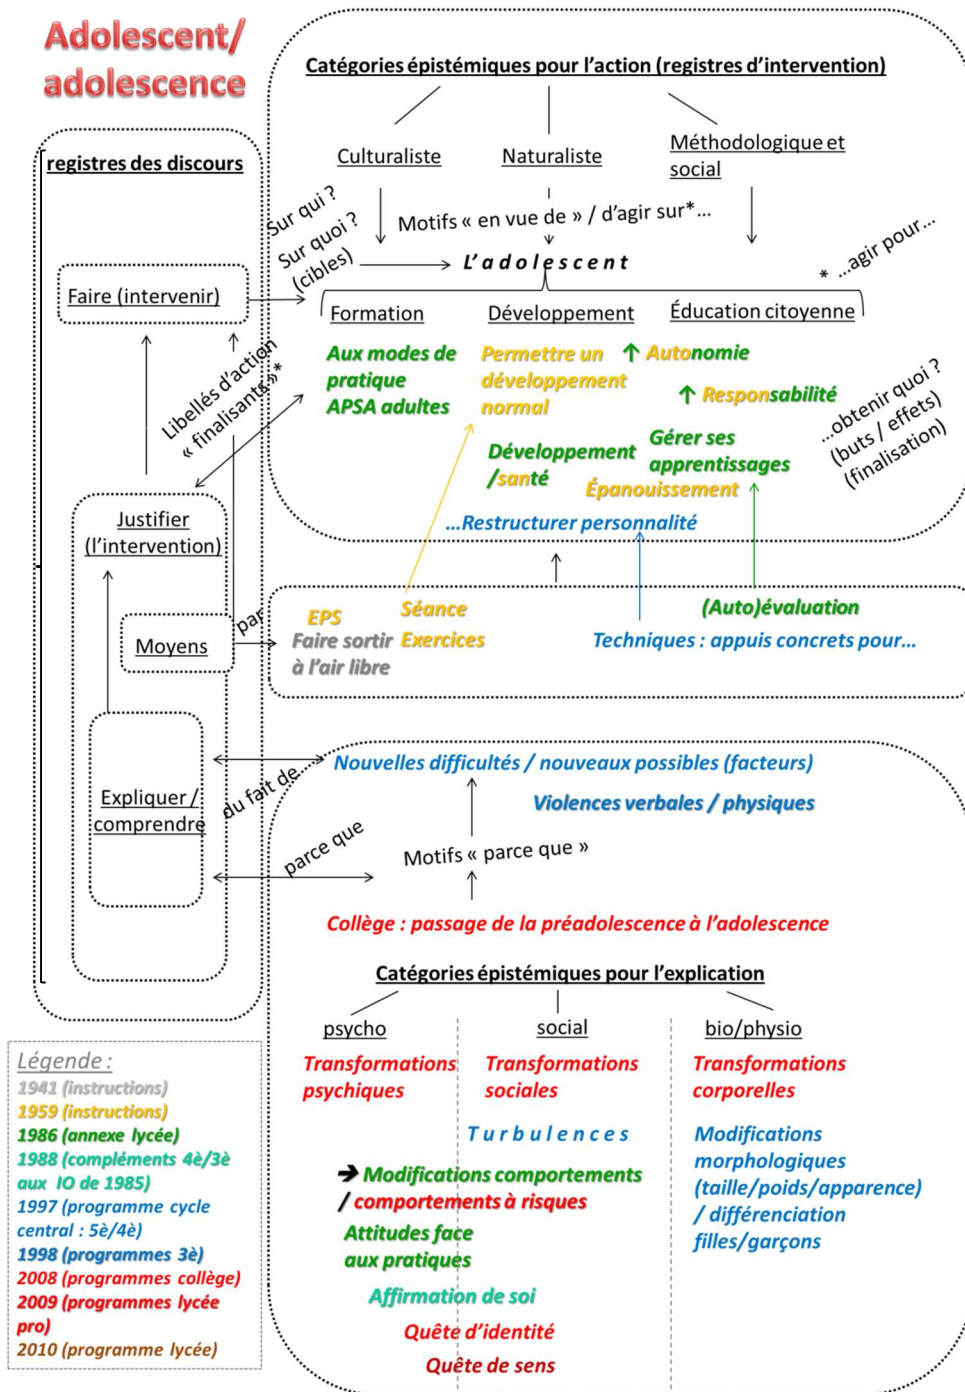 Adolescent/
adolescence
Catégories épistémiques pour l’action (registres d’intervention)
Culturaliste
Naturaliste
Méthodologique et
social
registres des discours
Sur qui ?
Sur quoi ?
(cibles)
Motifs « en vue de » / d’agir sur*…
L’adolescent
* …agir pour…
Faire (intervenir)
Formation
Développement
Éducation citoyenne
Aux modes de
pratique
APSA adultes
Permettre un
développement
normal
↑ Autonomie
↑ Responsabilité
Libellés d’action
« finalisants »*
…obtenir quoi ?
(buts / effets)
(finalisation)
Développement
/santé
Gérer ses
apprentissages
Épanouissement
…Restructurer personnalité
Justifier
(l’intervention)
Moyens
par
EPS
Faire sortir
à l’air libre
Séance
Exercices
(Auto)évaluation
Techniques : appuis concrets pour…
Expliquer /
comprendre
du fait de
Nouvelles difficultés / nouveaux possibles (facteurs)
Violences verbales / physiques
parce que
Motifs « parce que »
Collège : passage de la préadolescence à l’adolescence
Catégories épistémiques pour l’explication
psycho
social
bio/physio
Transformations
psychiques
Transformations
sociales
Transformations
corporelles
Turbulences
➔ Modifications comportements
/ comportements à risques
Attitudes face
aux pratiques
Affirmation de soi
Quête d’identité
Quête de sens
Modifications
morphologiques
(taille/poids/apparence)
/ différenciation
filles/garçons
Légende :
1941 (instructions)
1959 (instructions)
1986 (annexe lycée)
1988 (compléments 4è/3è
aux IO de 1985)
1997 (programme cycle
central : 5è/4è)
1998 (programmes 3è)
2008 (programmes collège)
2009 (programmes lycée
pro)
2010 (programme lycée)